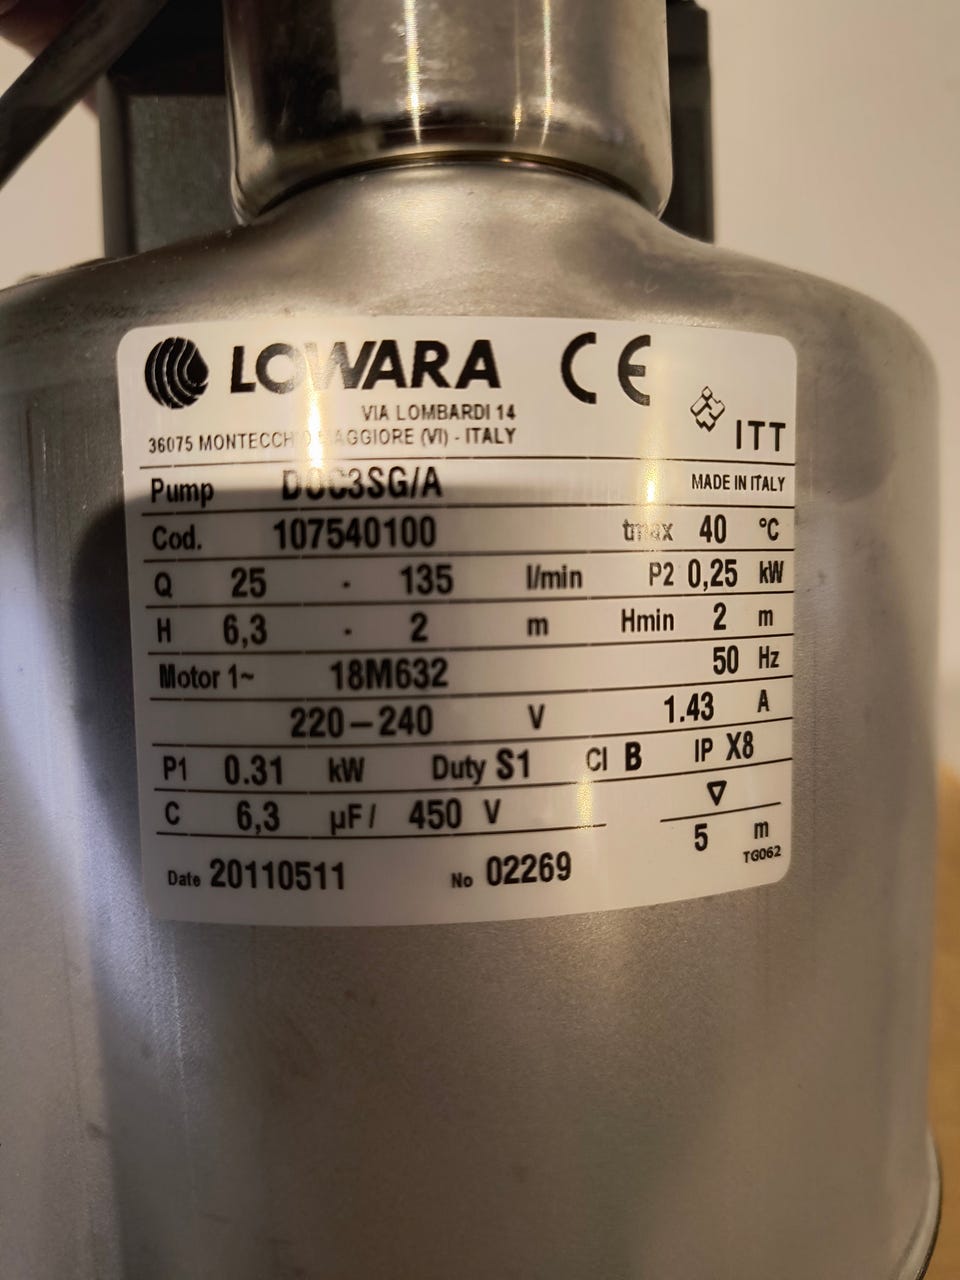 LOWARA CE
VIA LOMBARDI 14
36075 MONTECCHIO MAGGIORE (VI) - ITALY ITT
Pump DOC3SG/A MADE IN ITALY
Cod. 107540100 tmax 40 °C
Q 25 - 135 l/min P2 0,25 kW
H 6,3 - 2 m Hmin 2 m
Motor 1~ 18M632 50 Hz
220-240 V 1.43 A
P1 0.31 kW Duty S1 Cl B IP X8
C 6,3 µF/ 450 V
5 m
Date 20110511 No 02269 TG062